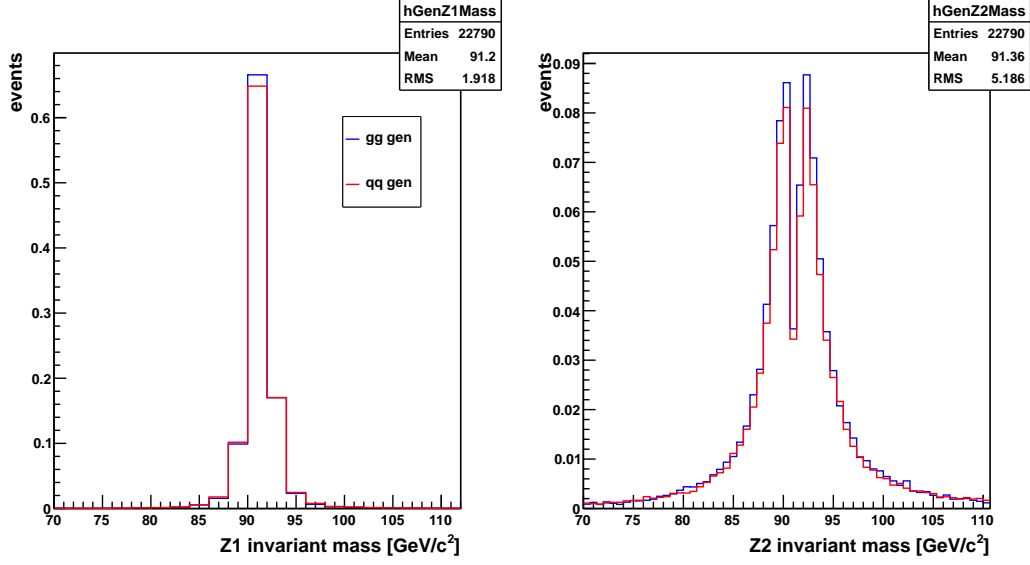 hGenZ1Mass
Entries 22790
Mean 91.2
RMS 1.918
events
0.6
0.5
0.4
0.3
0.2
0.1
0
gg gen
qq gen
70 75 80 85 90 95 100 105 110
Z1 invariant mass [GeV/c²]
hGenZ2Mass
Entries 22790
Mean 91.36
RMS 5.186
events
0.09
0.08
0.07
0.06
0.05
0.04
0.03
0.02
0.01
0
70 75 80 85 90 95 100 105 110
Z2 invariant mass [GeV/c²]